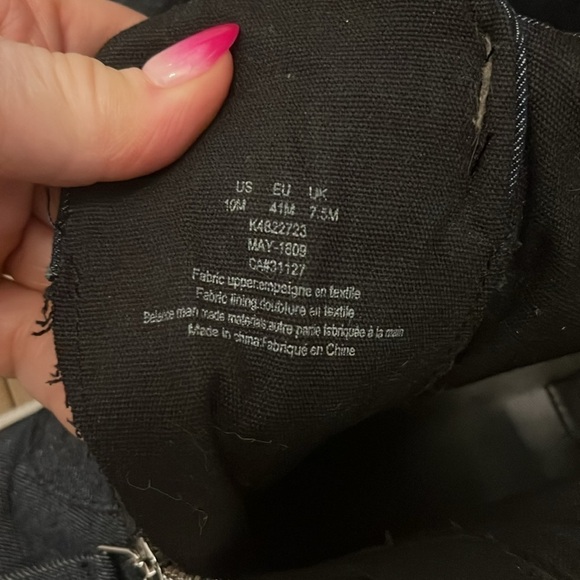 US EU UK
10M 41M 7.5M
K4822723
MAY-1809
CA#31127
Fabric upper:empaigne en textile
Fabric lining:doublure en textile
Balance man made materials:autre partie fabriquée à la main
Made in china:Fabriqué en Chine